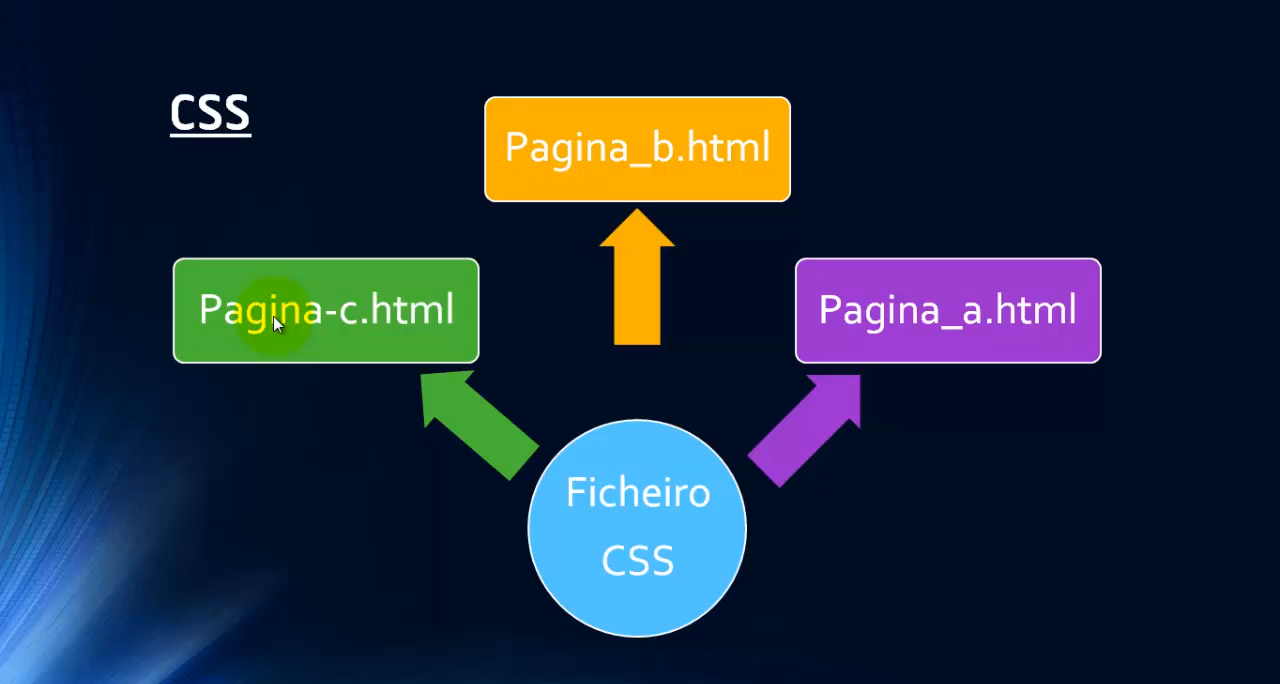 CSS
Pagina_b.html
Pagina-c.html
Pagina_a.html
Ficheiro
CSS